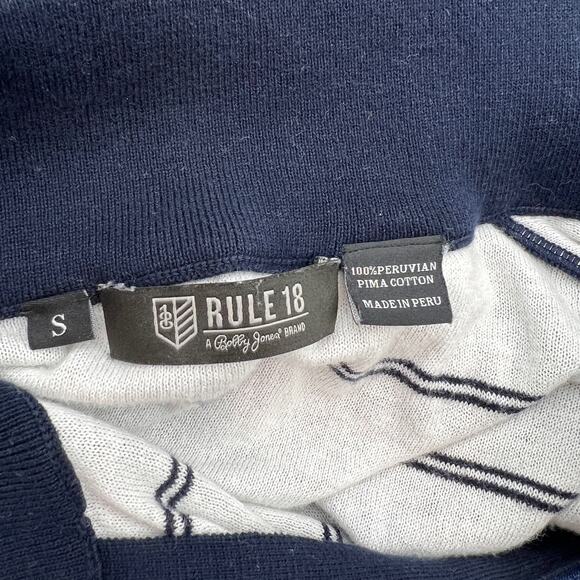 S
RULE 18
A Bobby Jones BRAND
100%PERUVIAN
PIMA COTTON
MADE IN PERU